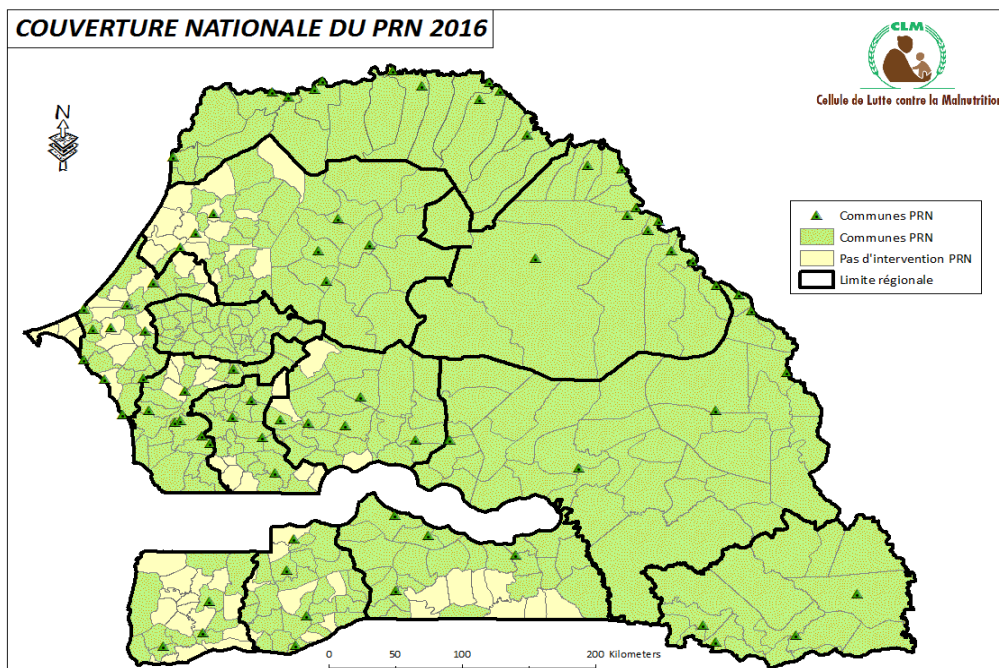 COUVERTURE NATIONALE DU PRN 2016
CLM
Cellule de Lutte contre la Malnutrition
N
Communes PRN
Communes PRN
Pas d'intervention PRN
Limite régionale
0 50 100 200 Kilometers